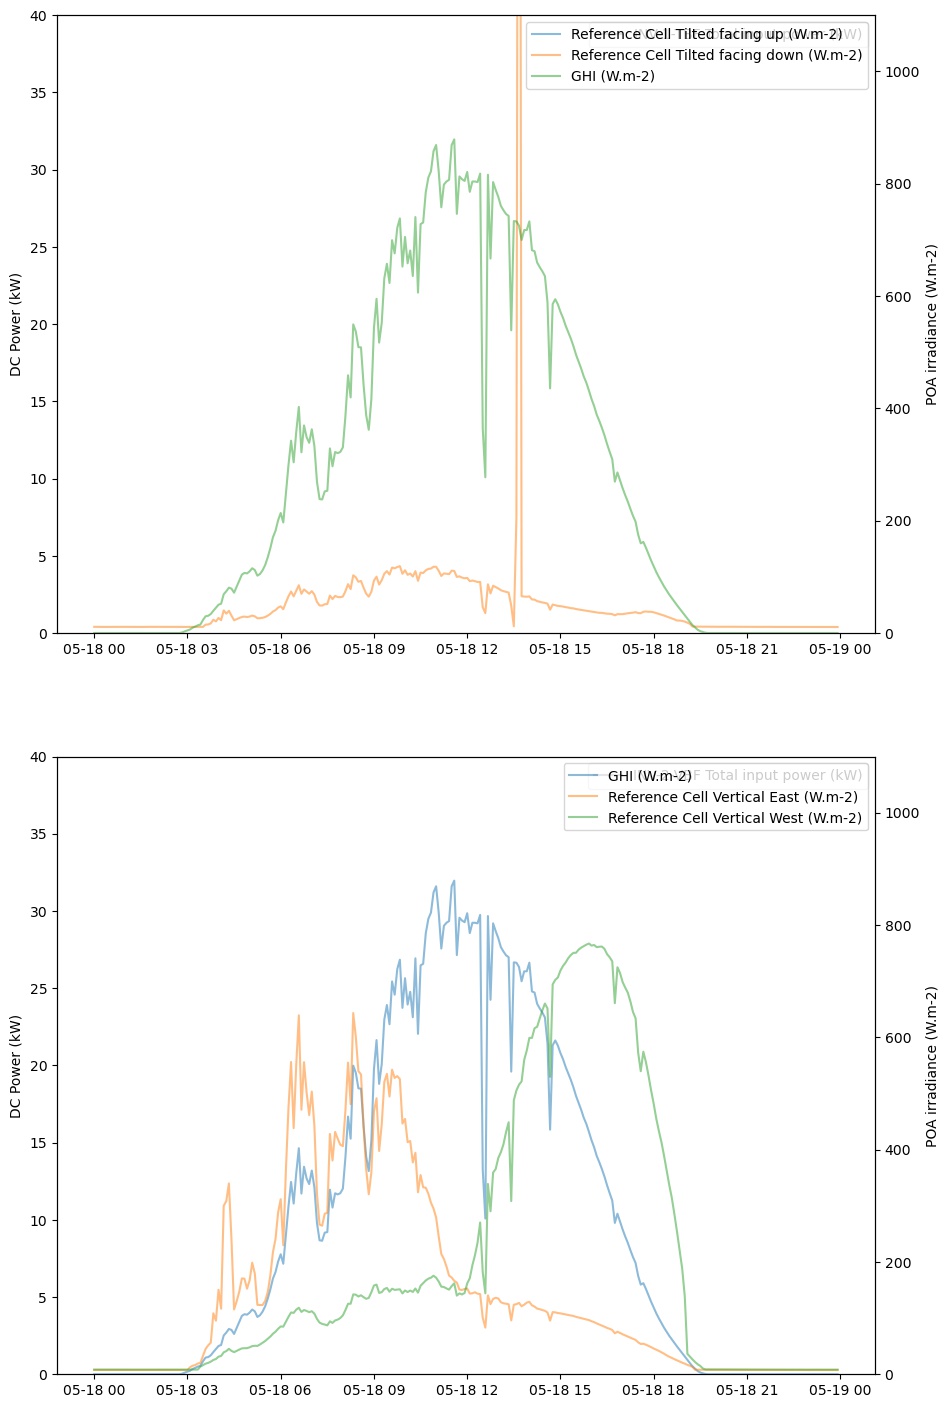 40
35
30
25
20
15
10
5
0
DC Power (kW)
Reference Cell Tilted facing up (W.m-2)
Reference Cell Tilted facing down (W.m-2)
GHI (W.m-2)
1000
800
600
400
200
0
POA irradiance (W.m-2)
05-18 00 05-18 03 05-18 06 05-18 09 05-18 12 05-18 15 05-18 18 05-18 21 05-19 00
40
35
30
25
20
15
10
5
0
DC Power (kW)
GHI (W.m-2)
Total input power (kW)
Reference Cell Vertical East (W.m-2)
Reference Cell Vertical West (W.m-2)
1000
800
600
400
200
0
POA irradiance (W.m-2)
05-18 00 05-18 03 05-18 06 05-18 09 05-18 12 05-18 15 05-18 18 05-18 21 05-19 00